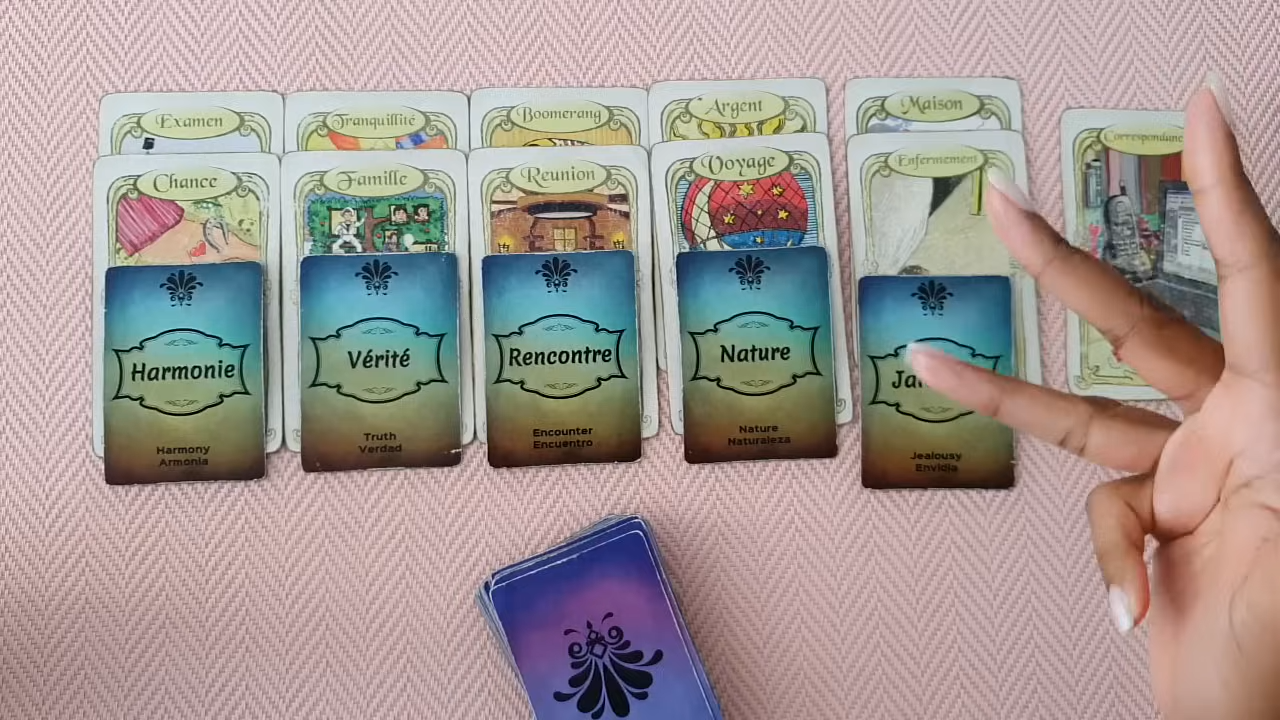 Examen
Tranquillité
Boomerang
Argent
Maison
Chance
Famille
Reunion
Voyage
Enfermement
Harmonie
Harmony
Armonia
Vérité
Truth
Verdad
Rencontre
Encounter
Encuentro
Nature
Nature
Naturaleza
Jealousy
Envidia